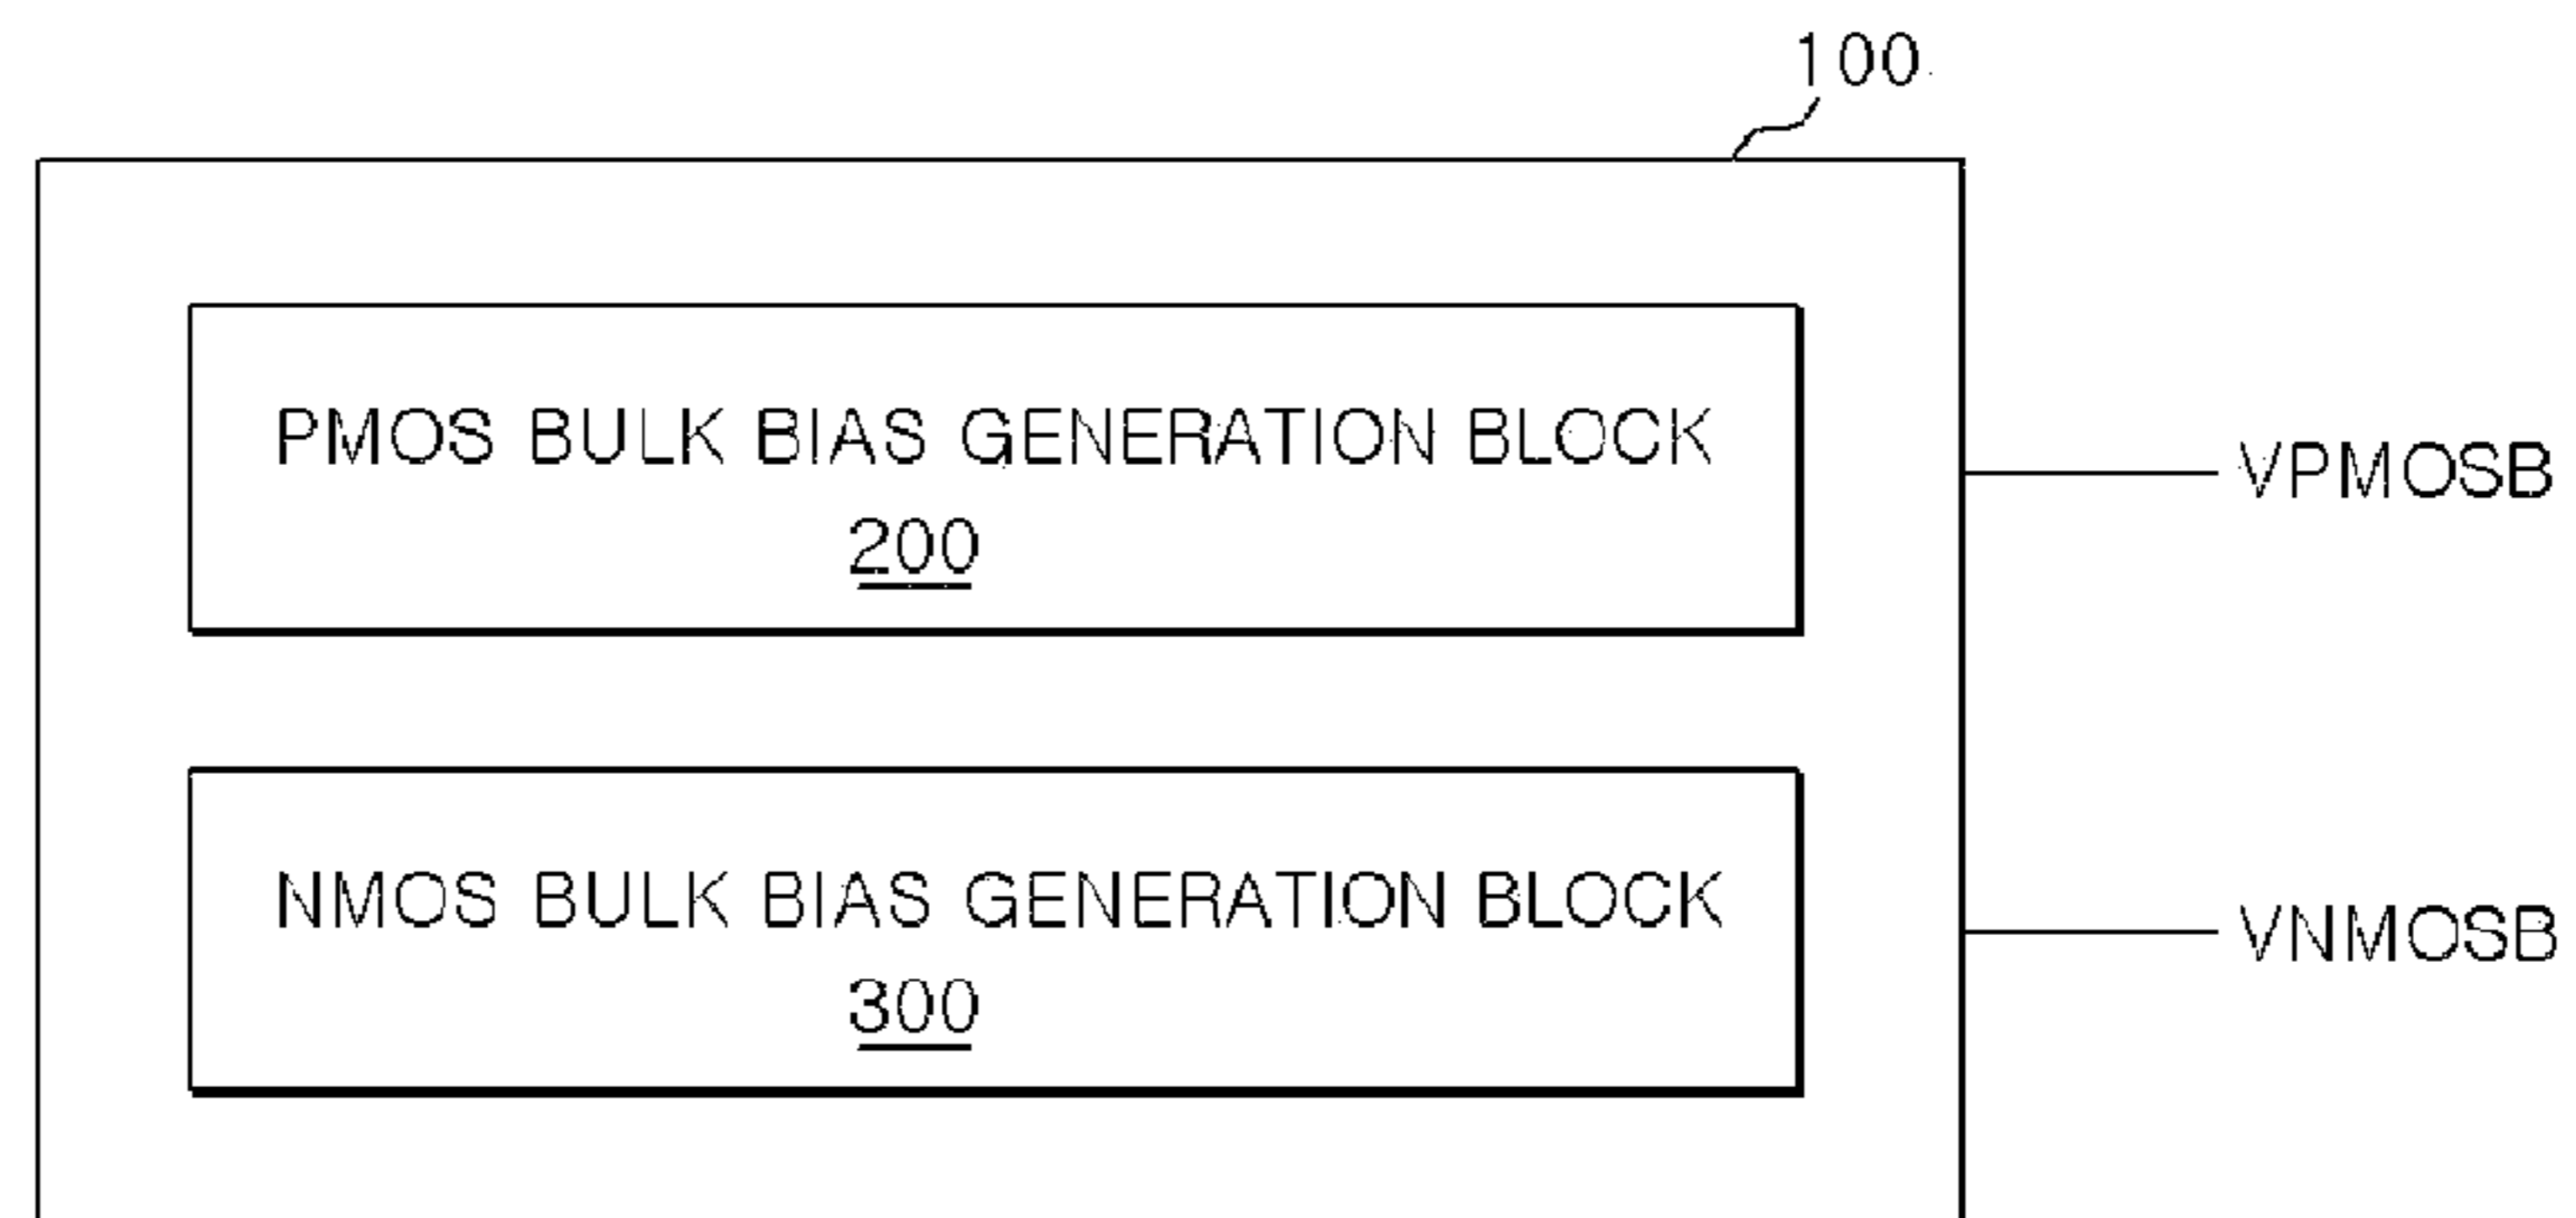 100
PMOS BULK BIAS GENERATION BLOCK
200
VPMOSB
NMOS BULK BIAS GENERATION BLOCK
300
VNMOSB